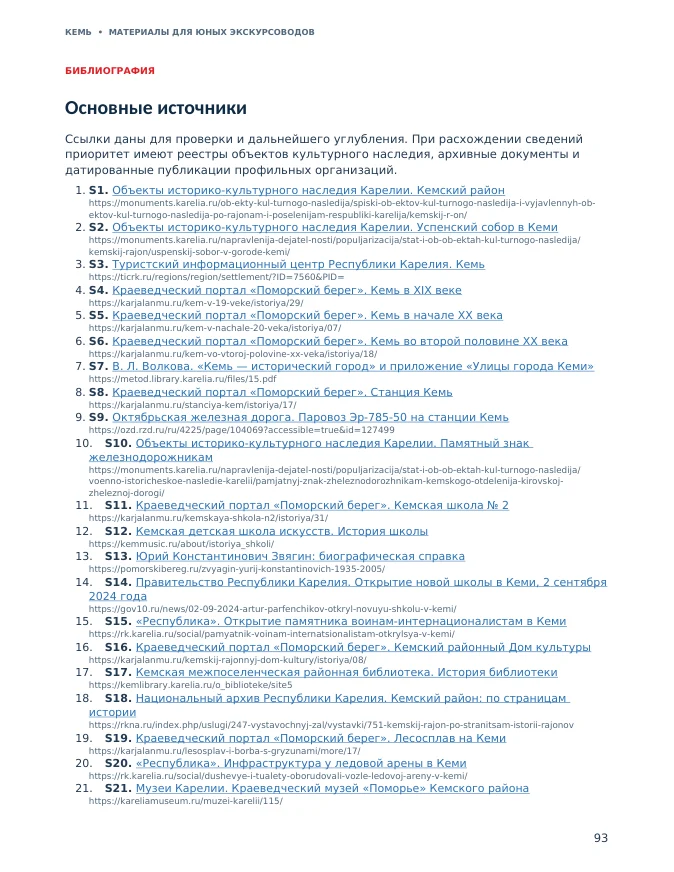 КЕМЬ • МАТЕРИАЛЫ ДЛЯ ЮНЫХ ЭКСКУРСОВОДОВ
БИБЛИОГРАФИЯ
Основные источники
Ссылки даны для проверки и дальнейшего углубления. При расхождении сведений
приоритет имеют реестры объектов культурного наследия, архивные документы и
датированные публикации профильных организаций.
1. S1. Объекты историко-культурного наследия Карелии. Кемский район
https://monuments.karelia.ru/ob-ekty-kul-turnogo-nasledija/spiski-ob-ektov-kul-turnogo-nasledija-i-vyjavlennyh-ob-
ektov-kul-turnogo-nasledija-po-rajonam-i-poselenijam-respubliki-karelija/kemskij-r-on/
2. S2. Объекты историко-культурного наследия Карелии. Успенский собор в Кеми
https://monuments.karelia.ru/napravlenija-dejatel-nosti/populjarizacija/stat-i-ob-ob-ektah-kul-turnogo-nasledija/
kemskij-rajon/uspenskij-sobor-v-gorode-kemi/
3. S3. Туристский информационный центр Республики Карелия. Кемь
https://ticrk.ru/regions/region/settlement/?ID=7560&PID=
4. S4. Краеведческий портал «Поморский берег». Кемь в XIX веке
https://karjalanmu.ru/kem-v-19-veke/istoriya/29/
5. S5. Краеведческий портал «Поморский берег». Кемь в начале XX века
https://karjalanmu.ru/kem-v-nachale-20-veka/istoriya/07/
6. S6. Краеведческий портал «Поморский берег». Кемь во второй половине XX века
https://karjalanmu.ru/kem-vo-vtoroj-polovine-xx-veka/istoriya/18/
7. S7. В. Л. Волкова. «Кемь — исторический город» и приложение «Улицы города Кеми»
https://metod.library.karelia.ru/files/15.pdf
8. S8. Краеведческий портал «Поморский берег». Станция Кемь
https://karjalanmu.ru/stanciya-kem/istoriya/17/
9. S9. Октябрьская железная дорога. Паровоз Эр-785-50 на станции Кемь
https://ozd.rzd.ru/ru/4225/page/104069?accessible=true&id=127499
10. S10. Объекты историко-культурного наследия Карелии. Памятный знак
железнодорожникам
https://monuments.karelia.ru/napravlenija-dejatel-nosti/populjarizacija/stat-i-ob-ob-ektah-kul-turnogo-nasledija/
voenno-istoricheskoe-nasledie-karelii/pamjatnyj-znak-zheleznodorozhnikam-kemskogo-otdelenija-kirovskoj-
zheleznoj-dorogi/
11. S11. Краеведческий портал «Поморский берег». Кемская школа № 2
https://karjalanmu.ru/kemskaya-shkola-n2/istoriya/31/
12. S12. Кемская детская школа искусств. История школы
https://kemmusic.ru/about/istoriya_shkoli/
13. S13. Юрий Константинович Звягин: биографическая справка
https://pomorskibereg.ru/zvyagin-yurij-konstantinovich-1935-2005/
14. S14. Правительство Республики Карелия. Открытие новой школы в Кеми, 2 сентября
2024 года
https://gov10.ru/news/02-09-2024-artur-parfenchikov-otkryl-novuyu-shkolu-v-kemi/
15. S15. «Республика». Открытие памятника воинам-интернационалистам в Кеми
https://rk.karelia.ru/social/pamyatnik-voinam-internatsionalistam-otkrylsya-v-kemi/
16. S16. Краеведческий портал «Поморский берег». Кемский районный Дом культуры
https://karjalanmu.ru/kemskij-rajonnyj-dom-kultury/istoriya/08/
17. S17. Кемская межпоселенческая районная библиотека. История библиотеки
https://kemlibrary.karelia.ru/o_biblioteke/site5
18. S18. Национальный архив Республики Карелия. Кемский район: по страницам
истории
https://rkna.ru/index.php/uslugi/247-vystavochnyj-zal/vystavki/751-kemskij-rajon-po-stranitsam-istorii-rajonov
19. S19. Краеведческий портал «Поморский берег». Лесосплав на Кеми
https://karjalanmu.ru/lesosplav-i-borba-s-gryzunami/more/17/
20. S20. «Республика». Инфраструктура у ледовой арены в Кеми
https://rk.karelia.ru/social/dushevye-i-tualety-oborudovali-vozle-ledovoj-areny-v-kemi/
21. S21. Музеи Карелии. Краеведческий музей «Поморье» Кемского района
https://kareliamuseum.ru/muzei-karelii/115/
93